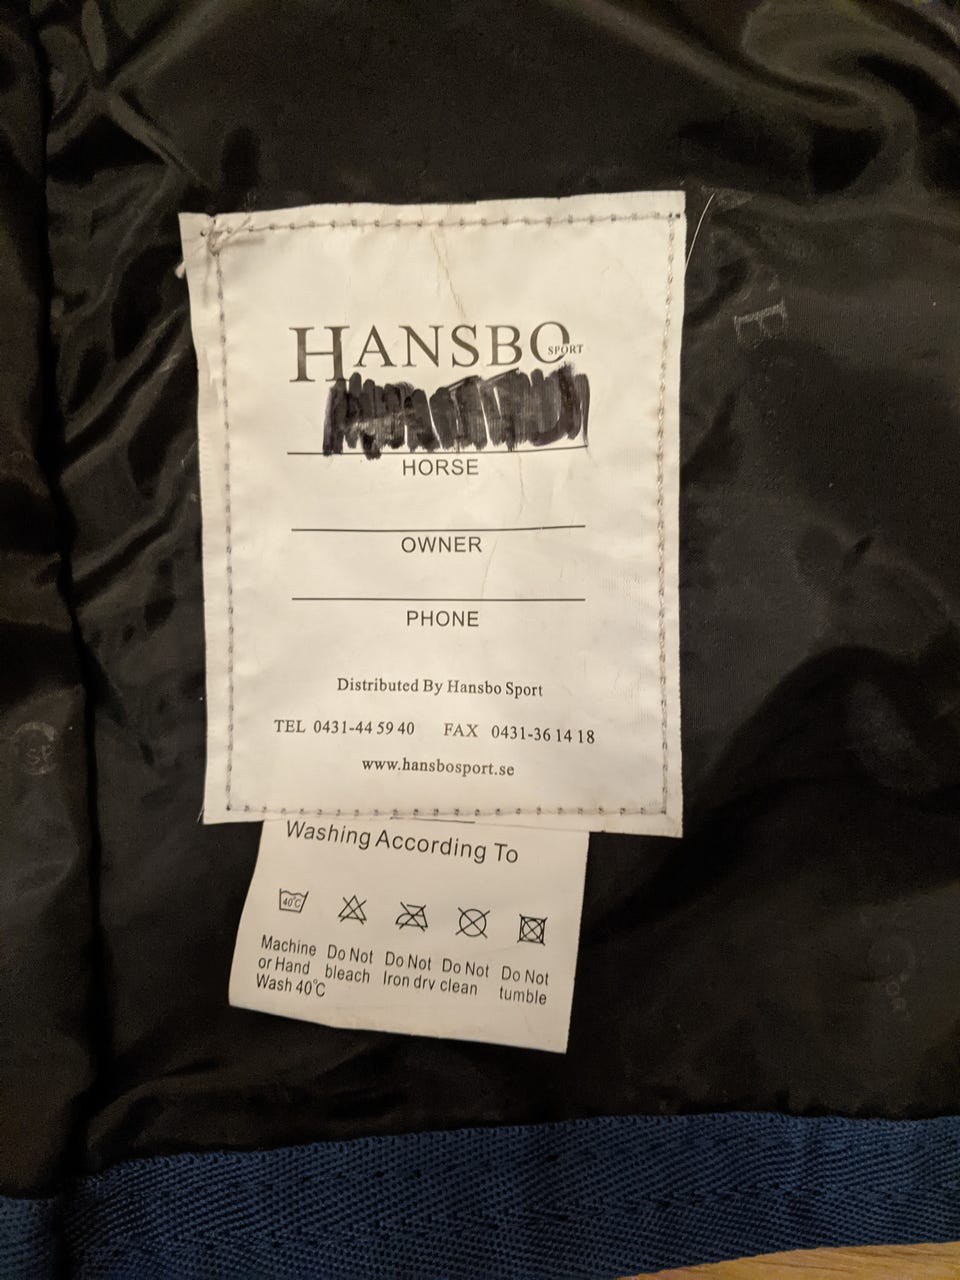 HANSBO SPORT
HORSE
OWNER
PHONE
Distributed By Hansbo Sport
TEL 0431-44 59 40 FAX 0431-36 14 18
www.hansbosport.se
Washing According To
40°C
Machine or Hand Wash 40°C
Do Not bleach
Do Not Iron
Do Not drv clean
Do Not tumble